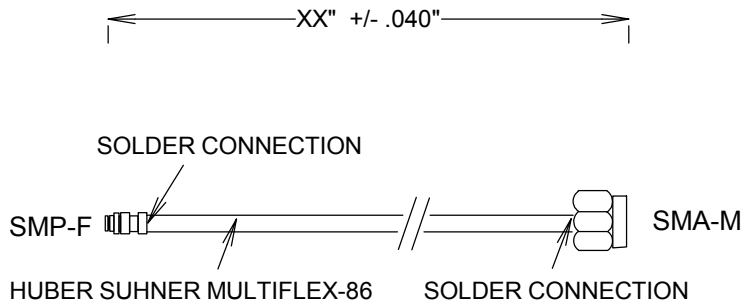 XX" +/- .040"
SOLDER CONNECTION
SMP-F
SMA-M
HUBER SUHNER MULTIFLEX-86
SOLDER CONNECTION